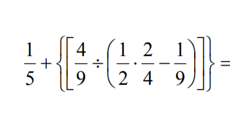 1/5 + {[4/9 ÷ (1/2 · 2/4 − 1/9)]} =